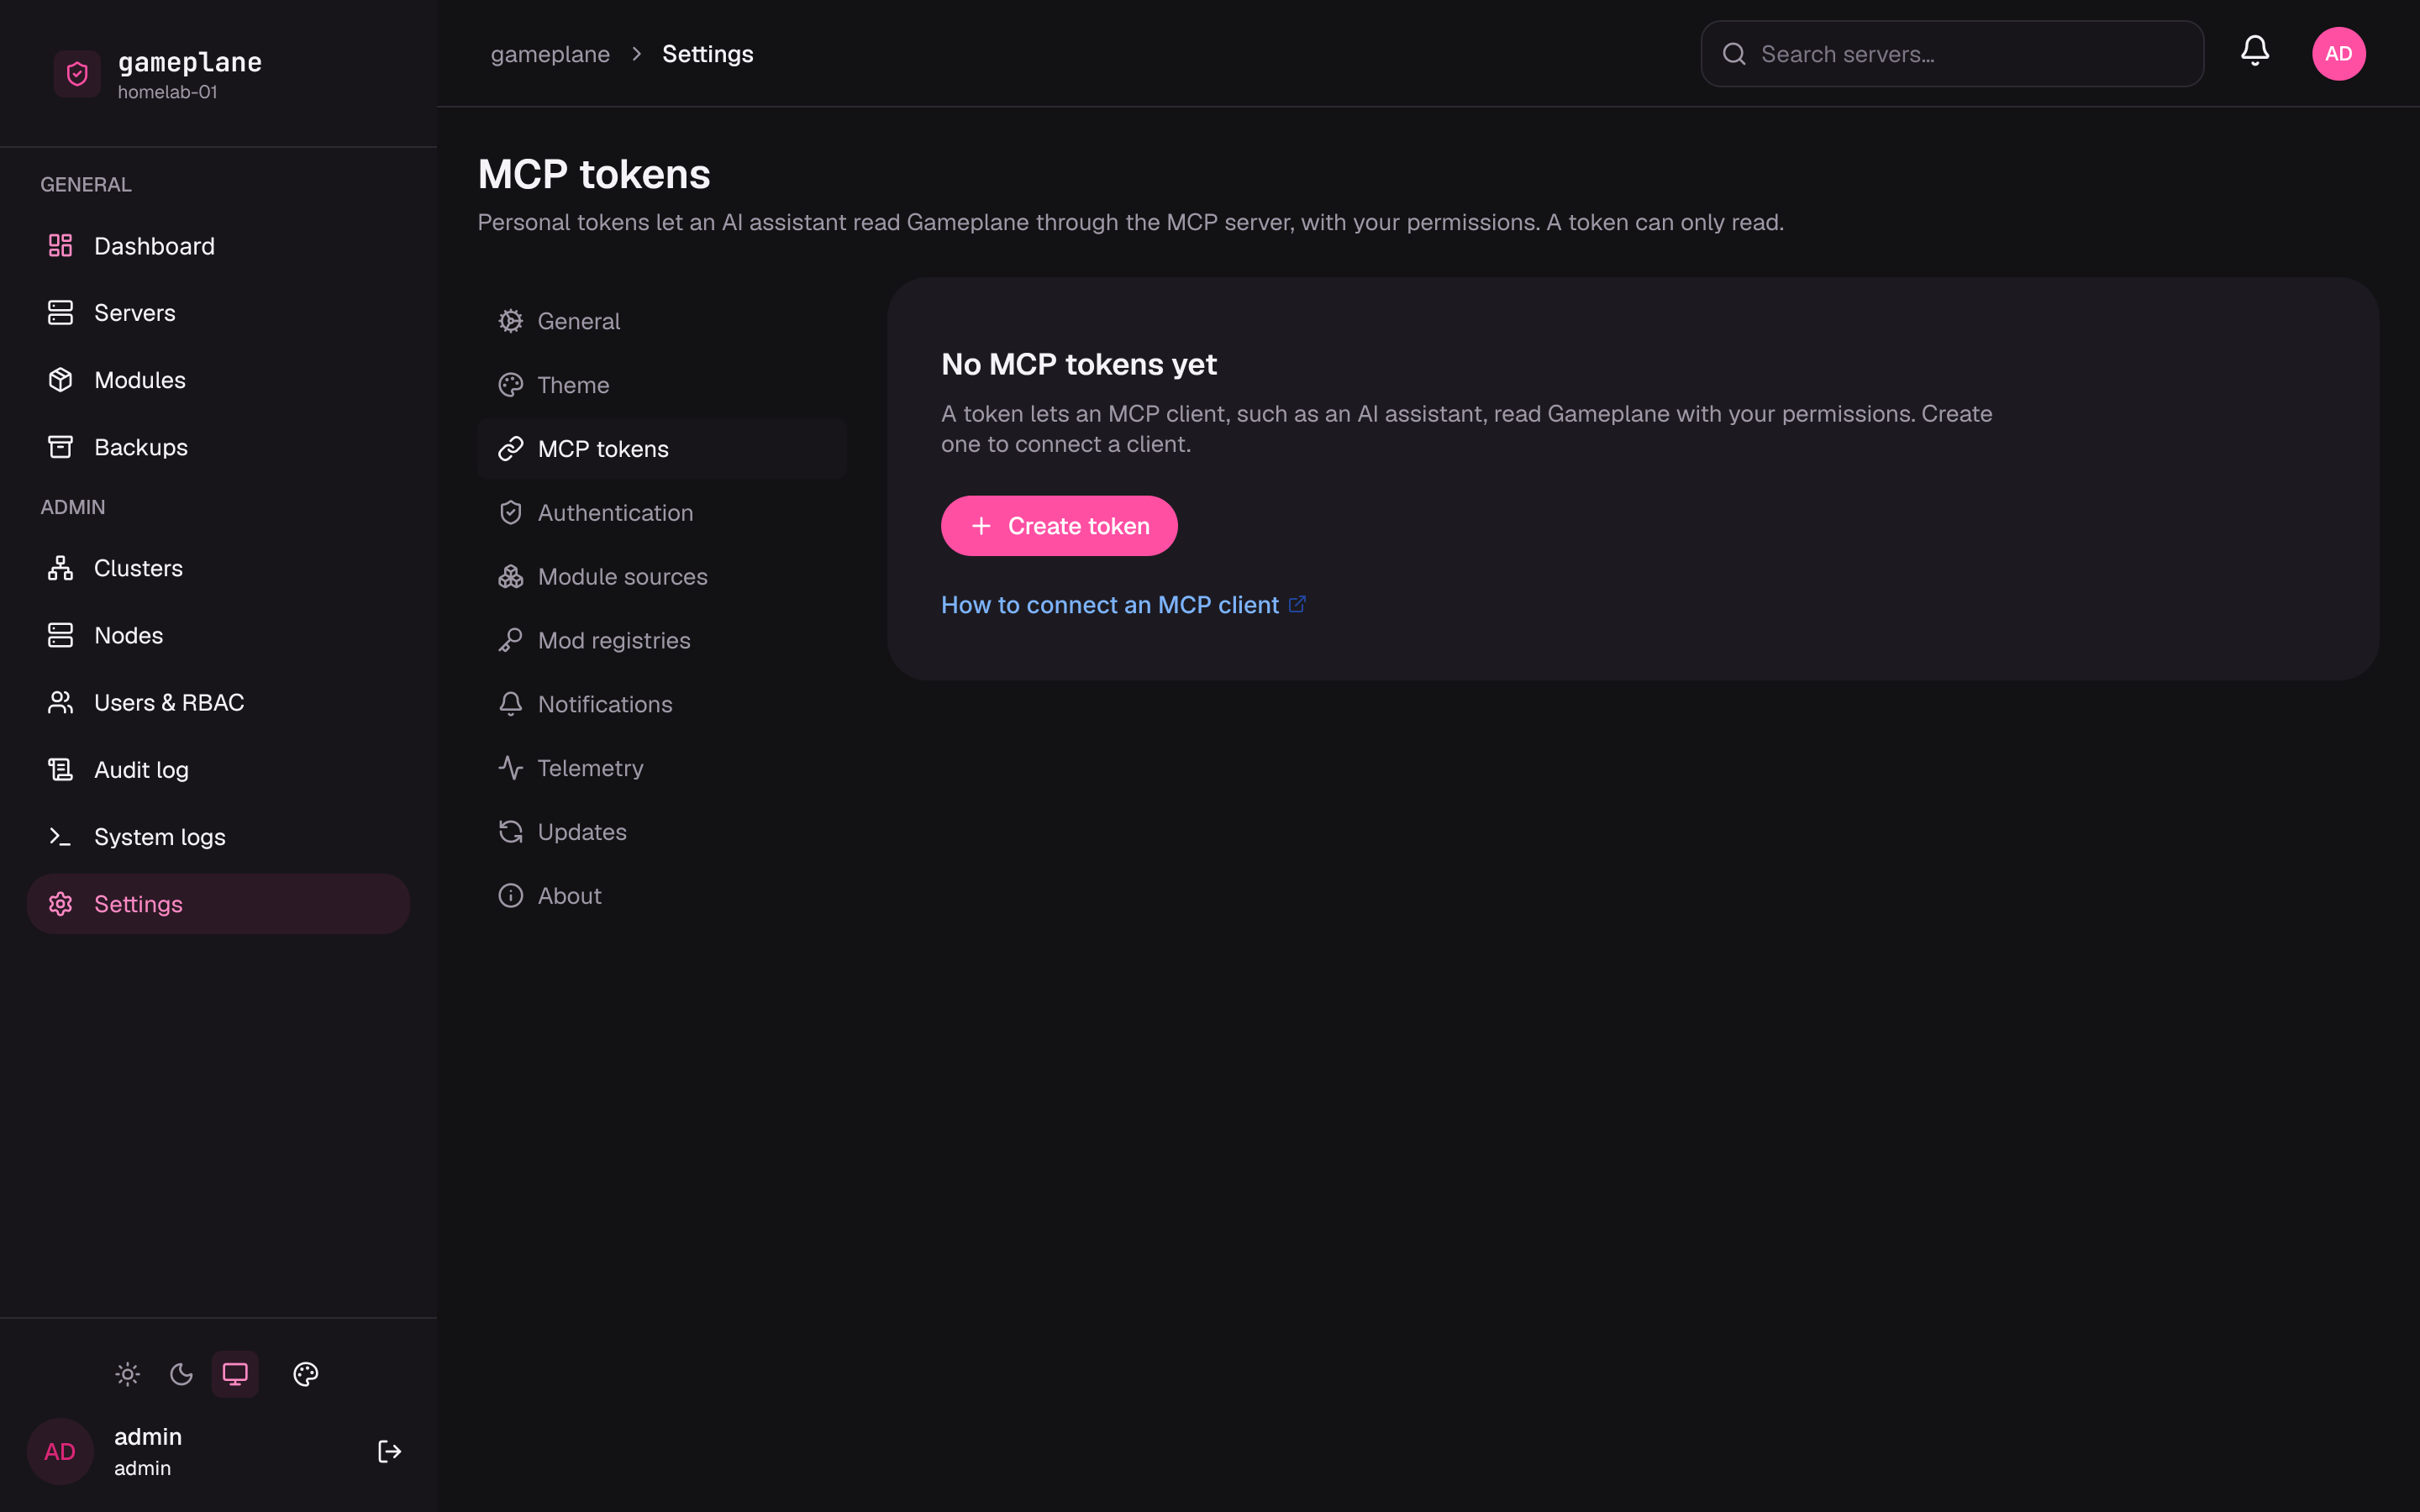 gameplane
homelab-01
GENERAL
Dashboard
Servers
Modules
Backups
ADMIN
Clusters
Nodes
Users & RBAC
Audit log
System logs
Settings
AD
admin
admin
gameplane
Settings
Search servers...
AD
MCP tokens
Personal tokens let an AI assistant read Gameplane through the MCP server, with your permissions. A token can only read.
General
Theme
MCP tokens
Authentication
Module sources
Mod registries
Notifications
Telemetry
Updates
About
No MCP tokens yet
A token lets an MCP client, such as an AI assistant, read Gameplane with your permissions. Create
one to connect a client.
Create token
How to connect an MCP client